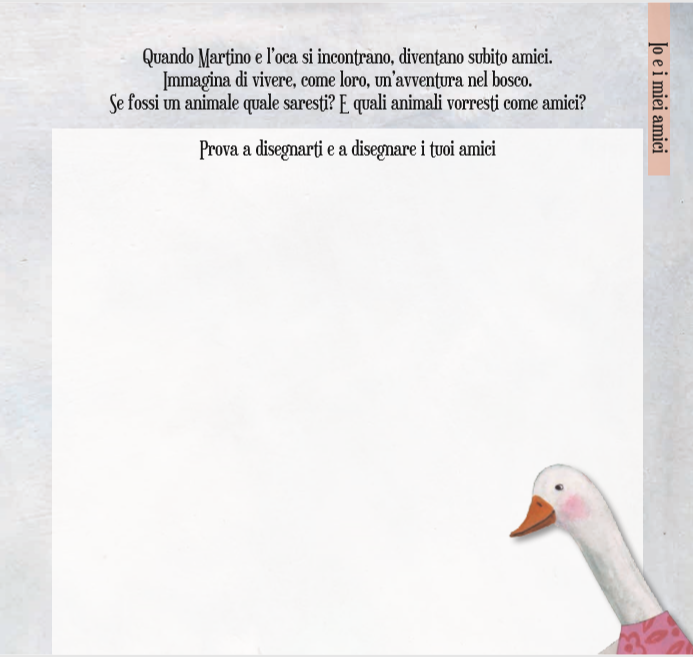 Quando Martino e l'oca si incontrano, diventano subito amici.
Immagina di vivere, come loro, un'avventura nel bosco.
Se fossi un animale quale saresti? E quali animali vorresti come amici?
Prova a disegnarti e a disegnare i tuoi amici
Io e i miei amici